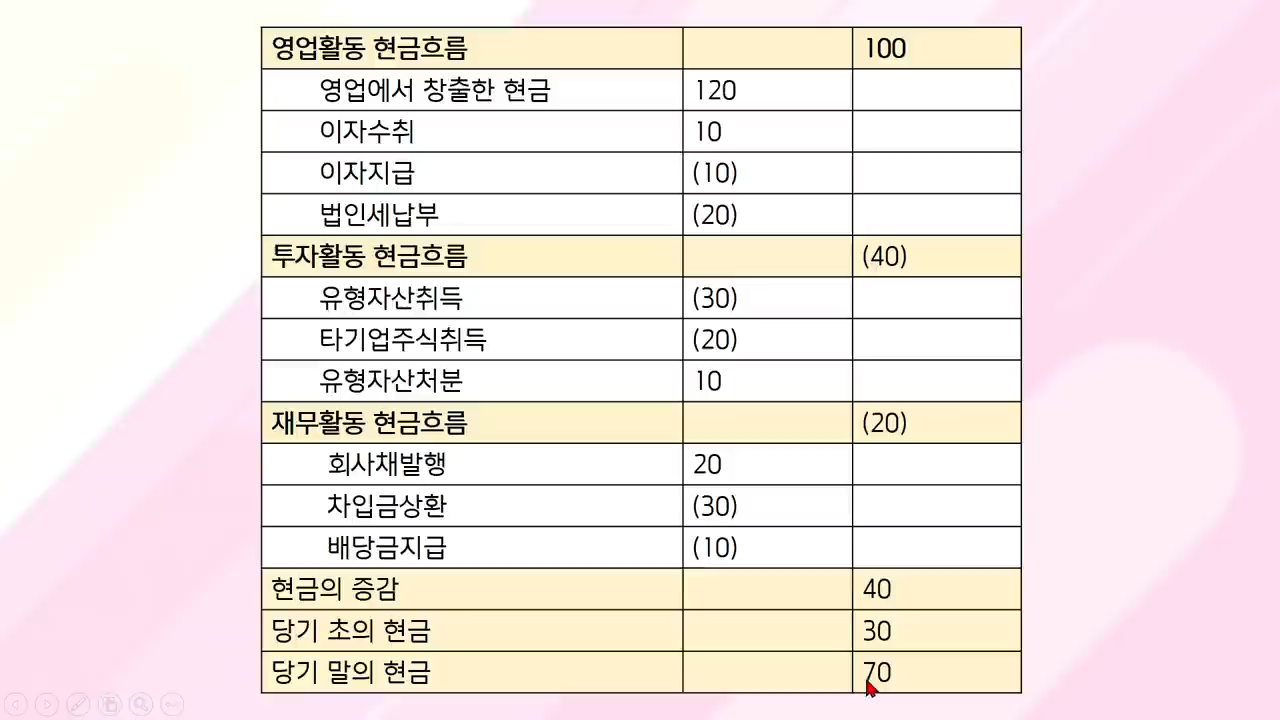 영업활동 현금흐름 100
영업에서 창출한 현금 120
이자수취 10
이자지급 (10)
법인세납부 (20)
투자활동 현금흐름 (40)
유형자산취득 (30)
타기업주식취득 (20)
유형자산처분 10
재무활동 현금흐름 (20)
회사채발행 20
차입금상환 (30)
배당금지급 (10)
현금의 증감 40
당기 초의 현금 30
당기 말의 현금 70